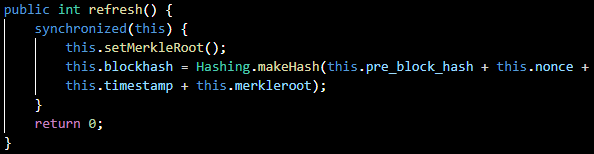 public int refresh() {
synchronized(this) {
this.setMerkleRoot();
this.blockhash = Hashing.makeHash(this.pre_block_hash + this.nonce +
this.timestamp + this.merkleroot);
}
return 0;
}